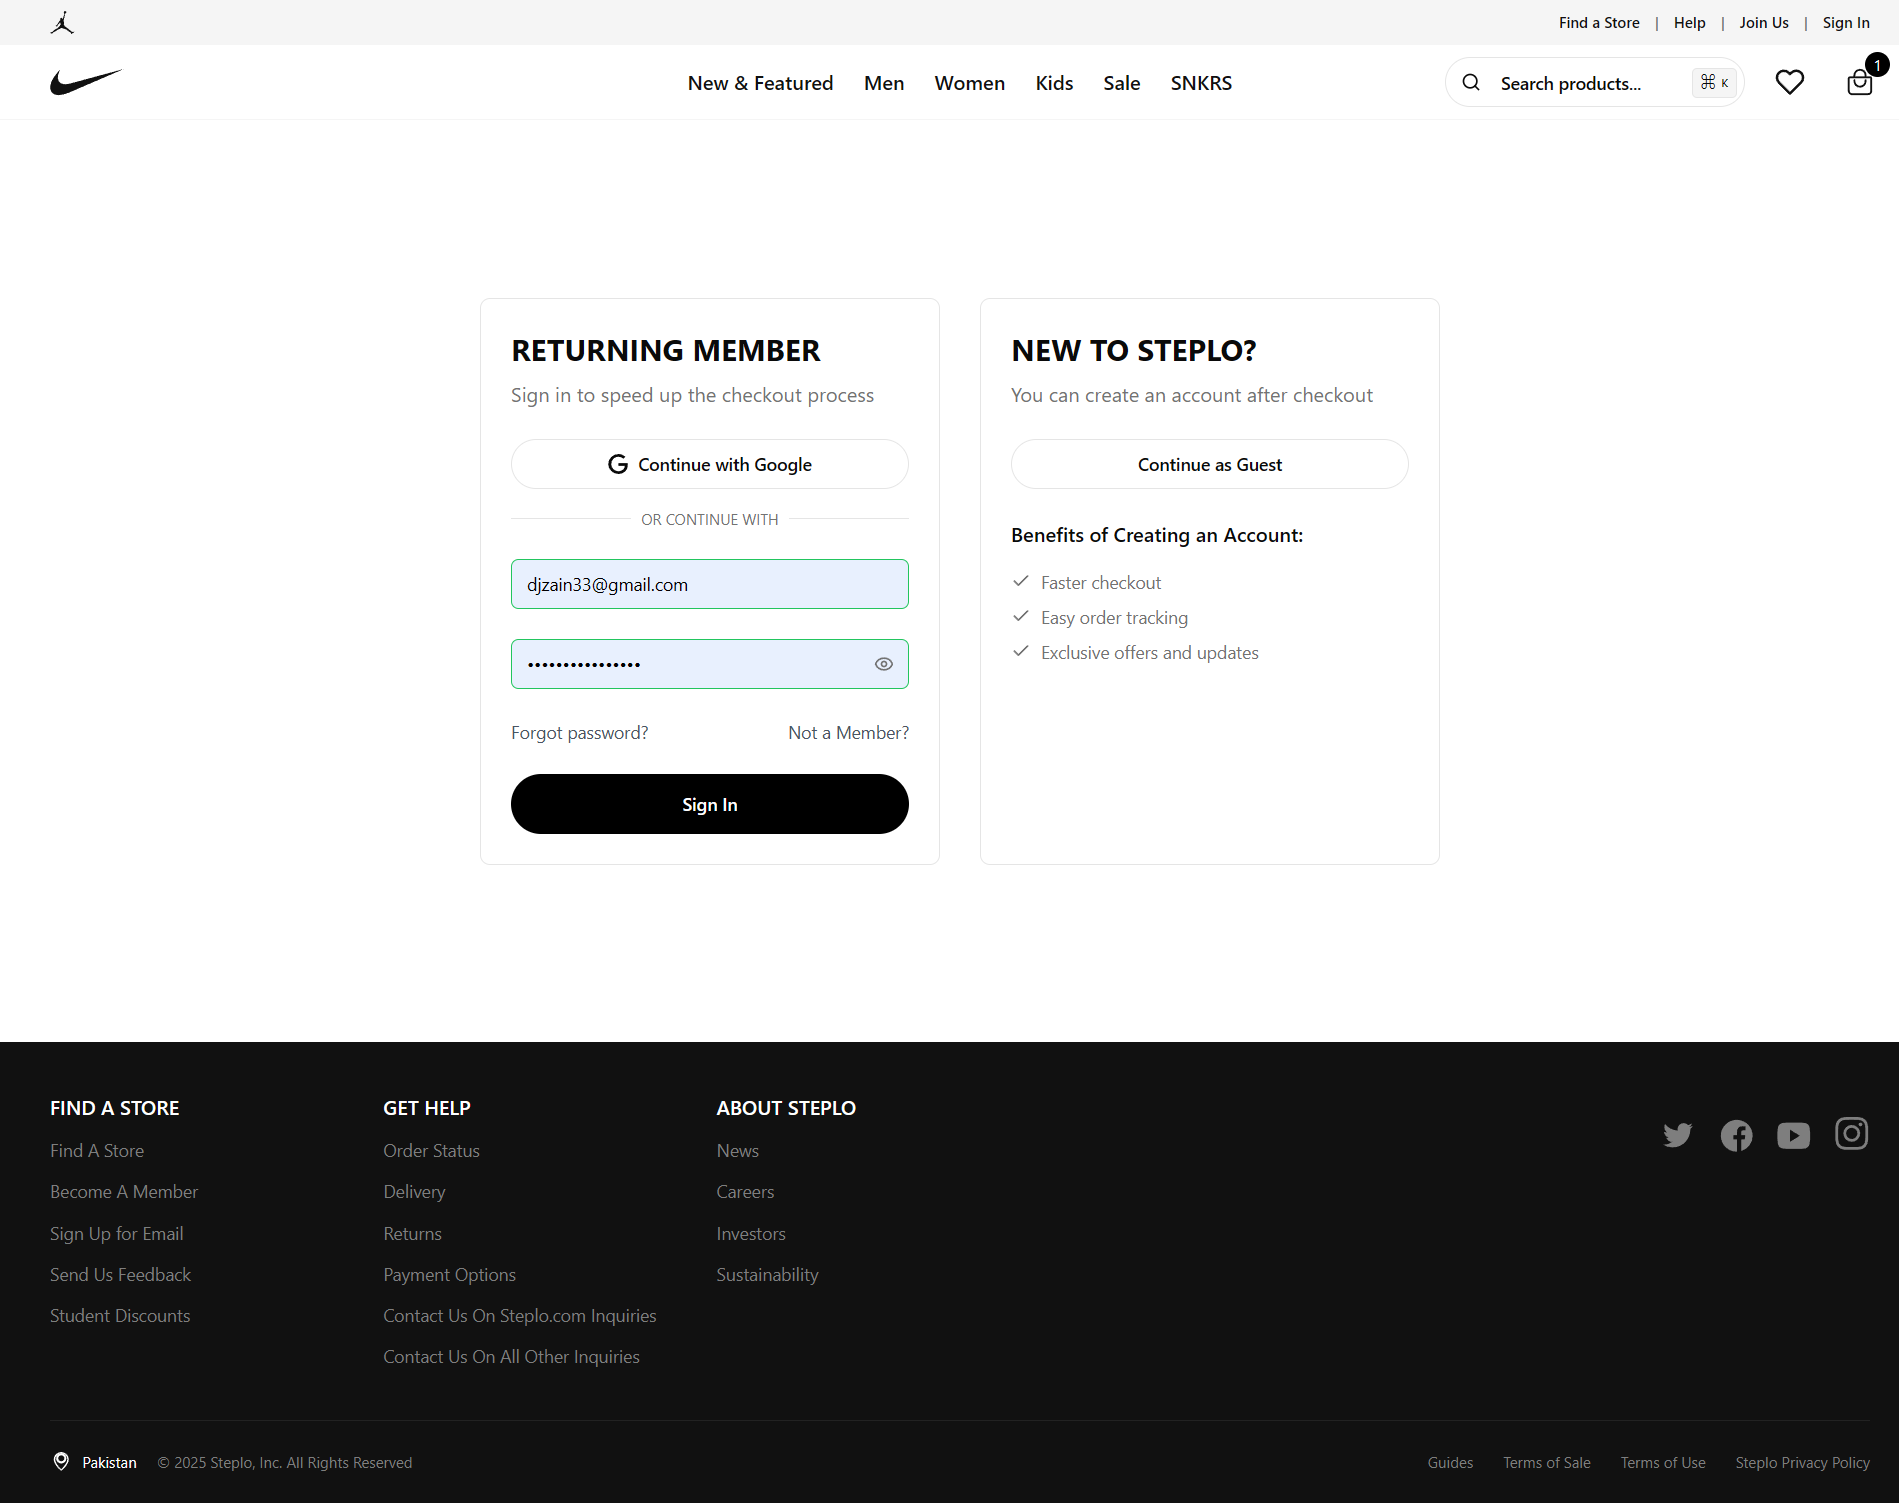 Find a Store | Help | Join Us | Sign In
New & Featured Men Women Kids Sale SNKRS
Search products... ⌘ K
1
RETURNING MEMBER
Sign in to speed up the checkout process
Continue with Google
OR CONTINUE WITH
djzain33@gmail.com
••••••••••••••••
Forgot password? Not a Member?
Sign In
NEW TO STEPLO?
You can create an account after checkout
Continue as Guest
Benefits of Creating an Account:
Faster checkout
Easy order tracking
Exclusive offers and updates
FIND A STORE
Find A Store
Become A Member
Sign Up for Email
Send Us Feedback
Student Discounts
GET HELP
Order Status
Delivery
Returns
Payment Options
Contact Us On Steplo.com Inquiries
Contact Us On All Other Inquiries
ABOUT STEPLO
News
Careers
Investors
Sustainability
Pakistan © 2025 Steplo, Inc. All Rights Reserved
Guides Terms of Sale Terms of Use Steplo Privacy Policy